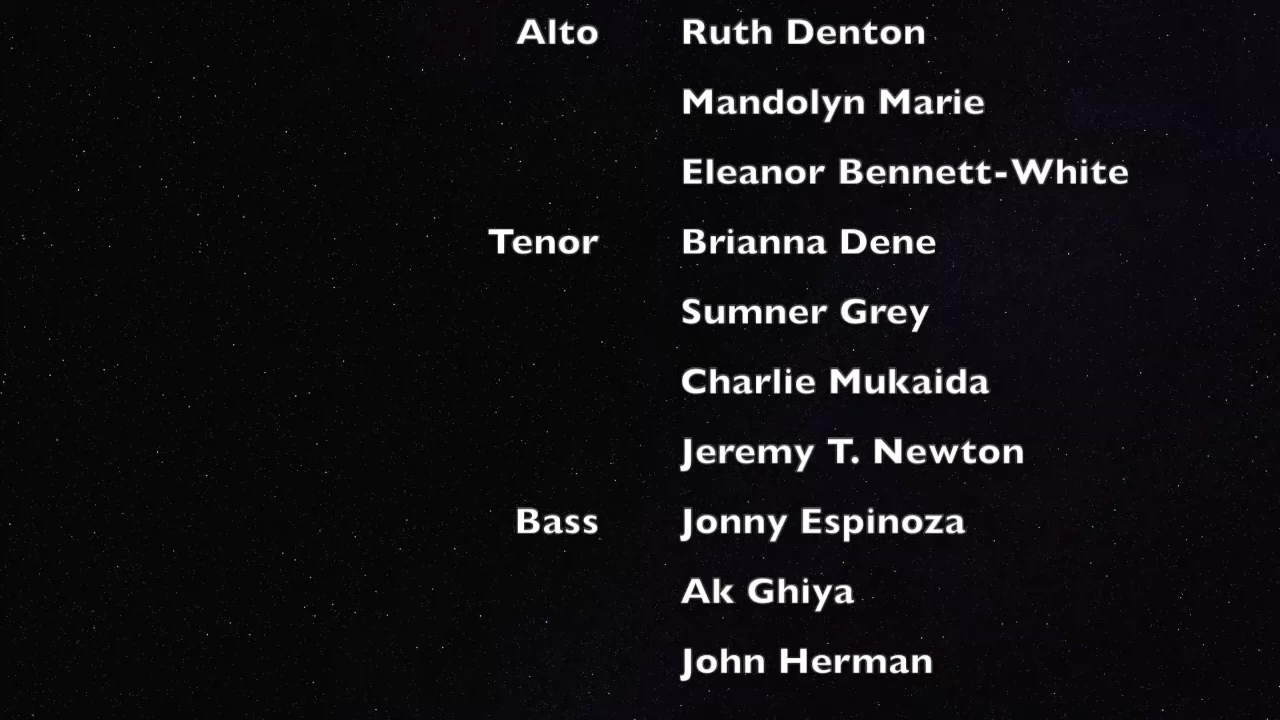 Alto Ruth Denton
Mandolyn Marie
Eleanor Bennett-White
Tenor Brianna Dene
Sumner Grey
Charlie Mukaida
Jeremy T. Newton
Bass Jonny Espinoza
Ak Ghiya
John Herman